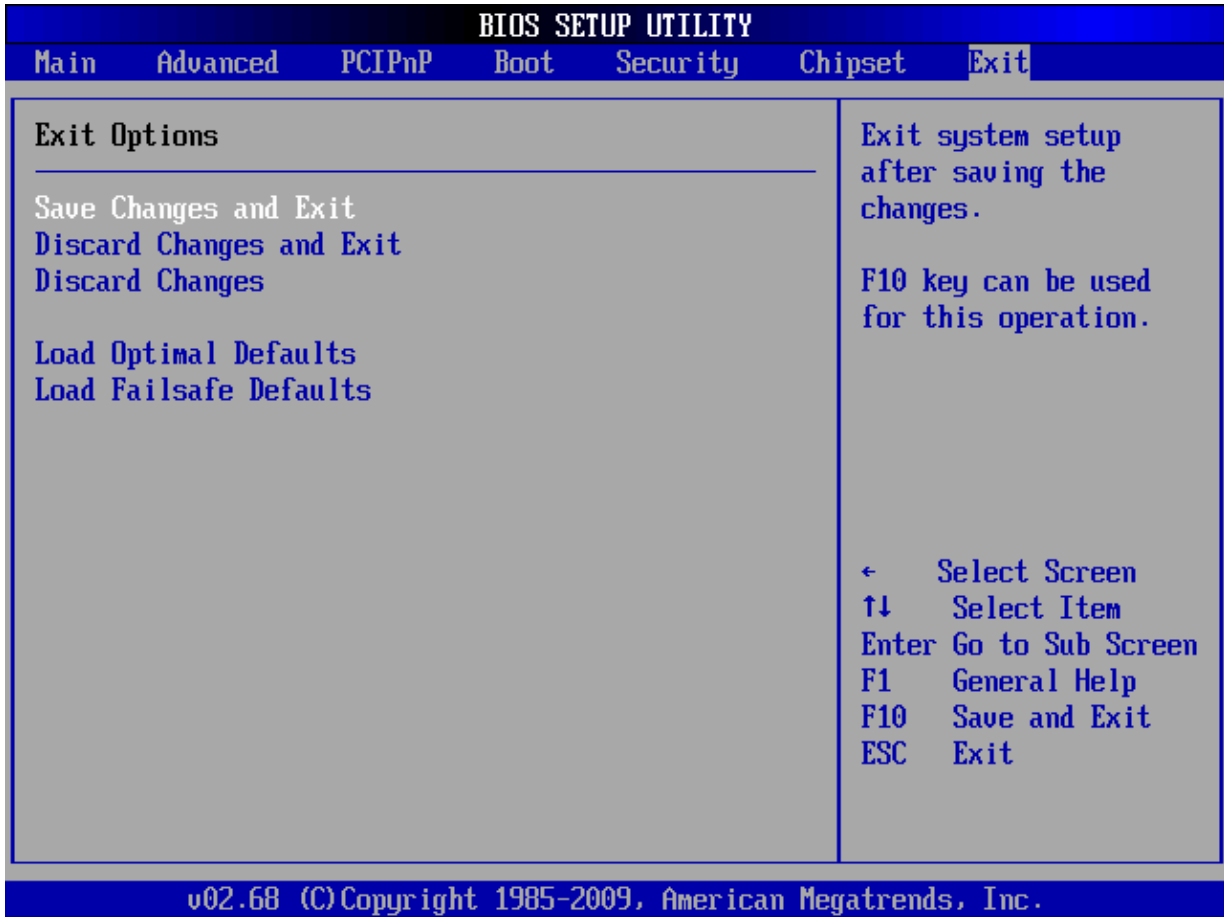 BIOS SETUP UTILITY
Main Advanced PCIPnP Boot Security Chipset Exit
Exit Options
Save Changes and Exit
Discard Changes and Exit
Discard Changes
Load Optimal Defaults
Load Failsafe Defaults
Exit system setup
after saving the
changes.
F10 key can be used
for this operation.
← Select Screen
↑↓ Select Item
Enter Go to Sub Screen
F1 General Help
F10 Save and Exit
ESC Exit
v02.68 (C)Copyright 1985-2009, American Megatrends, Inc.